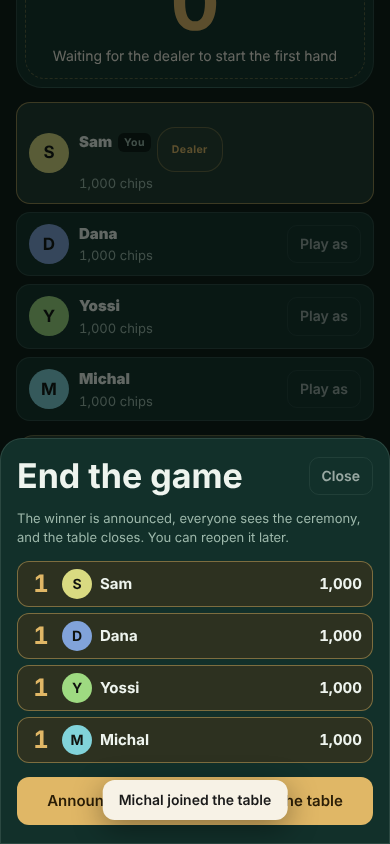 0
Waiting for the dealer to start the first hand
S
Sam You Dealer
1,000 chips
D
Dana
1,000 chips
Play as
Y
Yossi
1,000 chips
Play as
M
Michal
1,000 chips
Play as
End the game
Close
The winner is announced, everyone sees the ceremony,
and the table closes. You can reopen it later.
1 S Sam 1,000
1 D Dana 1,000
1 Y Yossi 1,000
1 M Michal 1,000
Michal joined the table
table